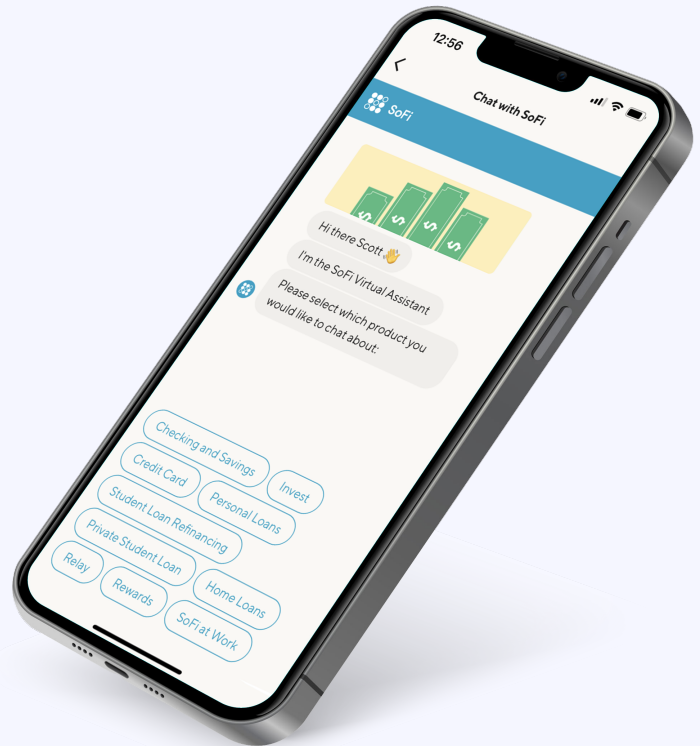 12:56
Chat with SoFi
SoFi
$ $ $ $
Hi there Scott 👋
I'm the SoFi Virtual Assistant
Please select which product you
would like to chat about:
Checking and Savings
Invest
Credit Card
Personal Loans
Student Loan Refinancing
Private Student Loan
Home Loans
Relay
Rewards
SoFi at Work